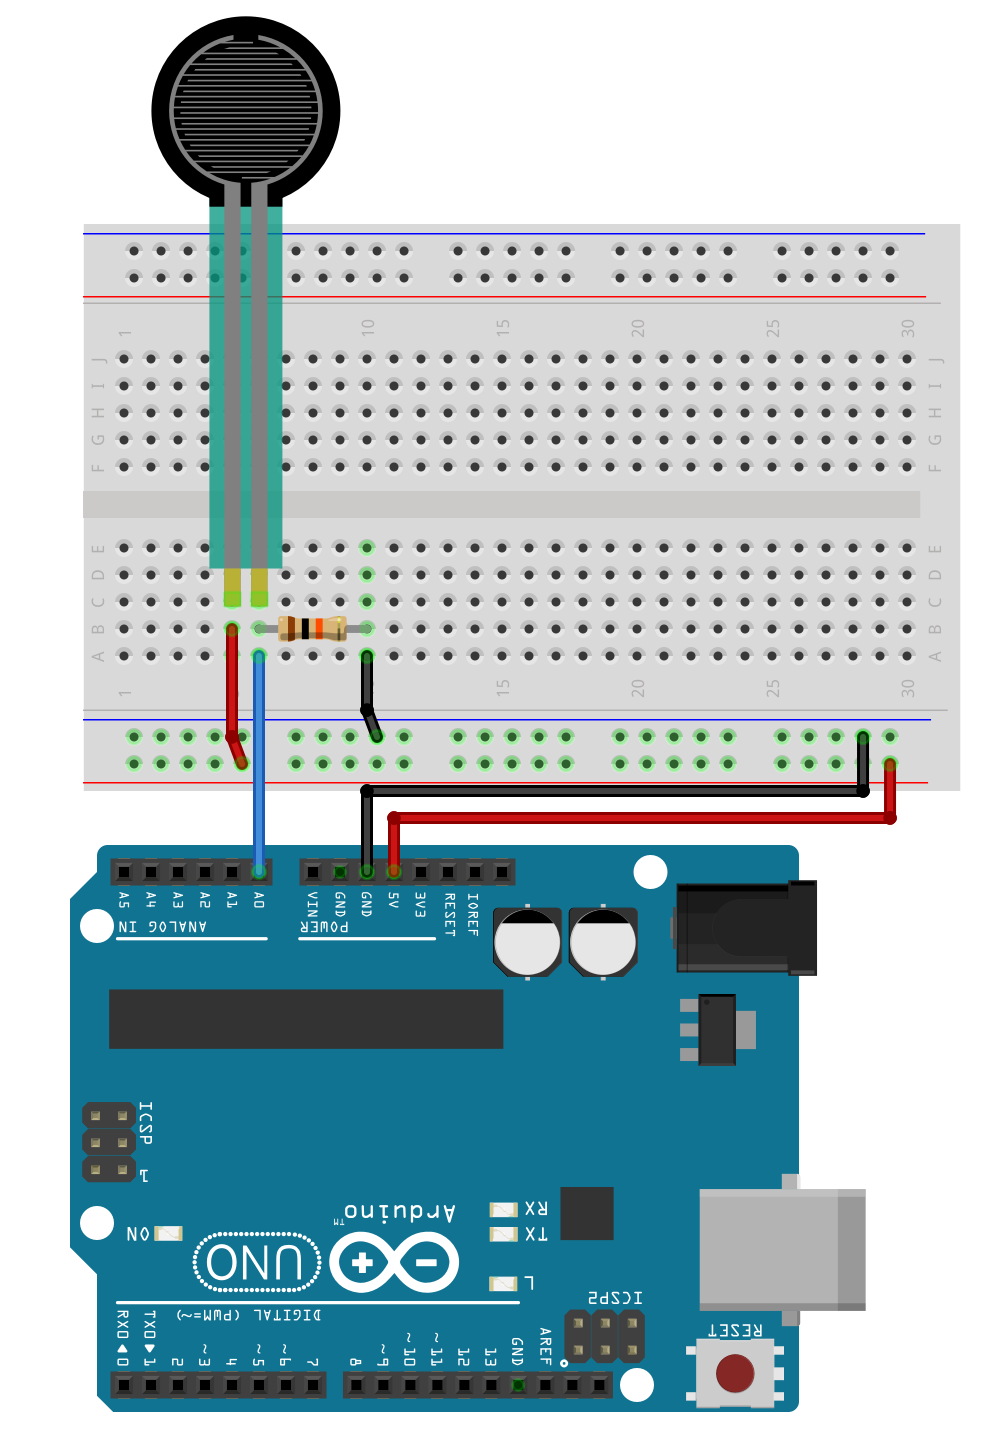 1 10 15 20 25 30
J J
I I
H H
G G
F F
E E
D D
C C
B B
A A
1 15 20 25 30
A5 A4 A3 A2 A1 A0 VIN GND GND 5V 3V3 RESET IOREF
ANALOG IN POWER
ICSP
1
ON
UNO
Arduino™
RX
TX
L
ICSP2
RESET
DIGITAL (PWM=~)
RX0◄0 TX0►1 2 ~3 4 ~5 ~6 7 8 ~9 ~10 ~11 12 13 GND AREF